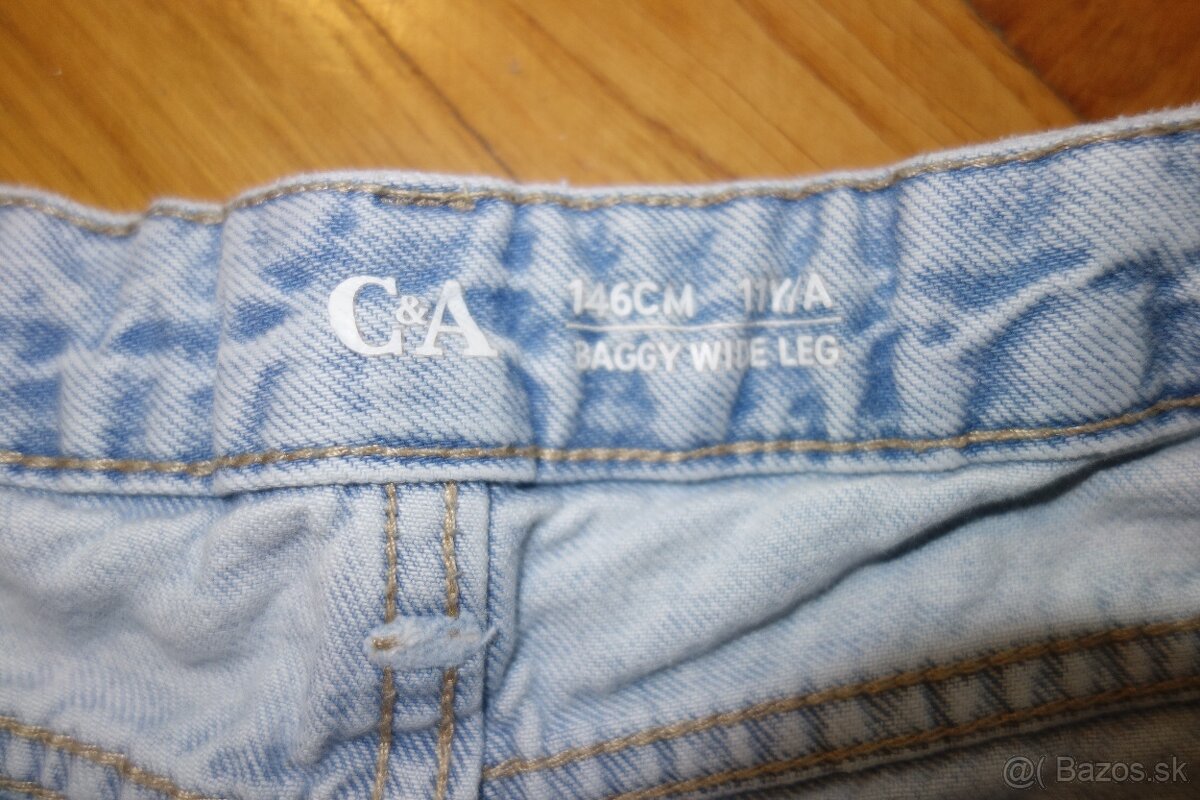 C&A
146CM 11Y/A
BAGGY WIDE LEG
@( Bazos.sk